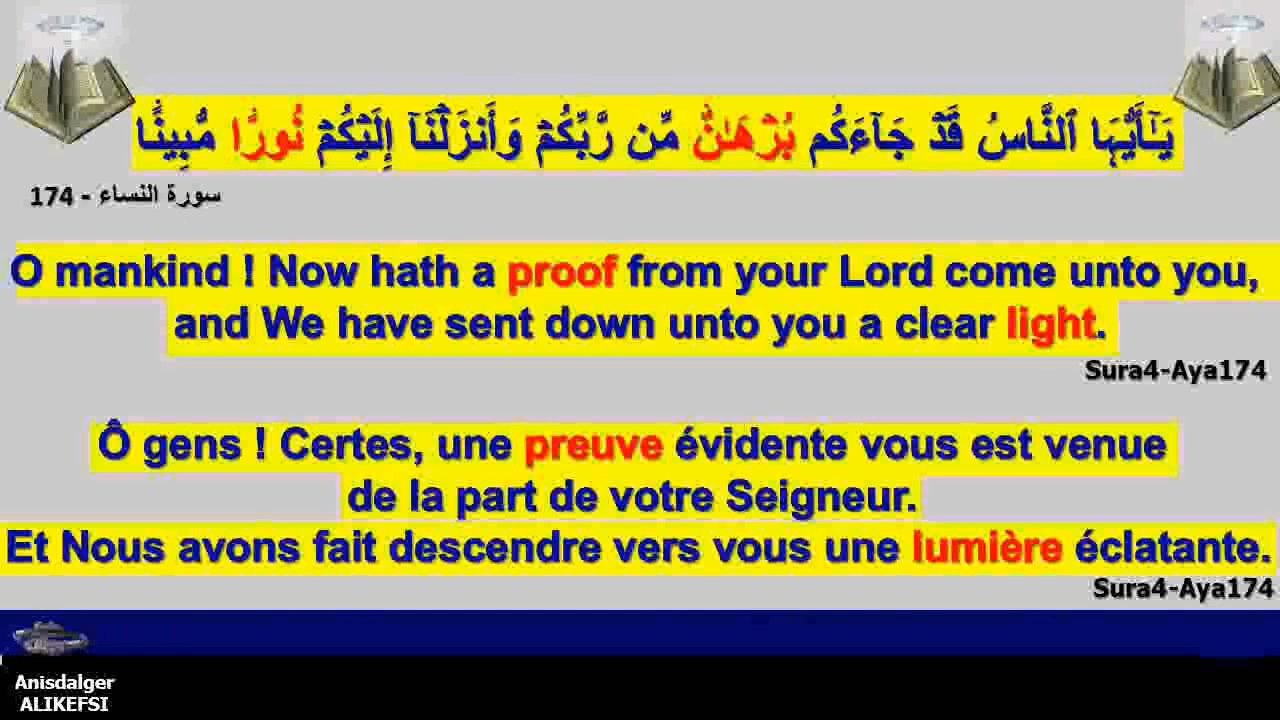 يَـٰٓأَيُّهَا ٱلنَّاسُ قَدْ جَآءَكُم بُرْهَـٰنٌ مِّن رَّبِّكُمْ وَأَنزَلْنَآ إِلَيْكُمْ نُورًا مُّبِينًا
سورة النساء - 174
O mankind ! Now hath a proof from your Lord come unto you,
and We have sent down unto you a clear light.
Sura4-Aya174
Ô gens ! Certes, une preuve évidente vous est venue
de la part de votre Seigneur.
Et Nous avons fait descendre vers vous une lumière éclatante.
Sura4-Aya174
Anisdalger
ALIKEFSI